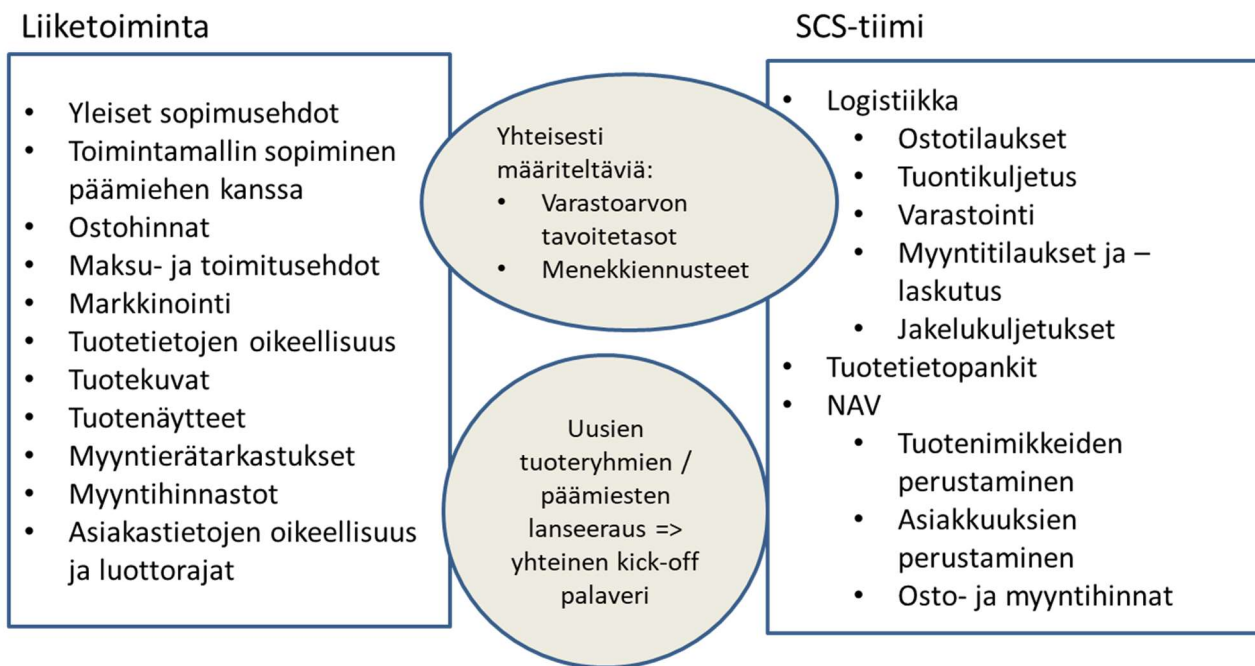 Liiketoiminta
• Yleiset sopimusehdot
• Toimintamallin sopiminen
päämiehen kanssa
• Ostohinnat
• Maksu- ja toimitusehdot
• Markkinointi
• Tuotetietojen oikeellisuus
• Tuotekuvat
• Tuotenäytteet
• Myyntierätarkastukset
• Myyntihinnastot
• Asiakastietojen oikeellisuus
ja luottorajat
Yhteisesti
määriteltäviä:
• Varastoarvon
tavoitetasot
• Menekkiennusteet
Uusien
tuoteryhmien /
päämiesten
lanseeraus =>
yhteinen kick-off
palaveri
SCS-tiimi
• Logistiikka
• Ostotilaukset
• Tuontikuljetus
• Varastointi
• Myyntitilaukset ja –
laskutus
• Jakelukuljetukset
• Tuotetietopankit
• NAV
• Tuotenimikkeiden
perustaminen
• Asiakkuuksien
perustaminen
• Osto- ja myyntihinnat